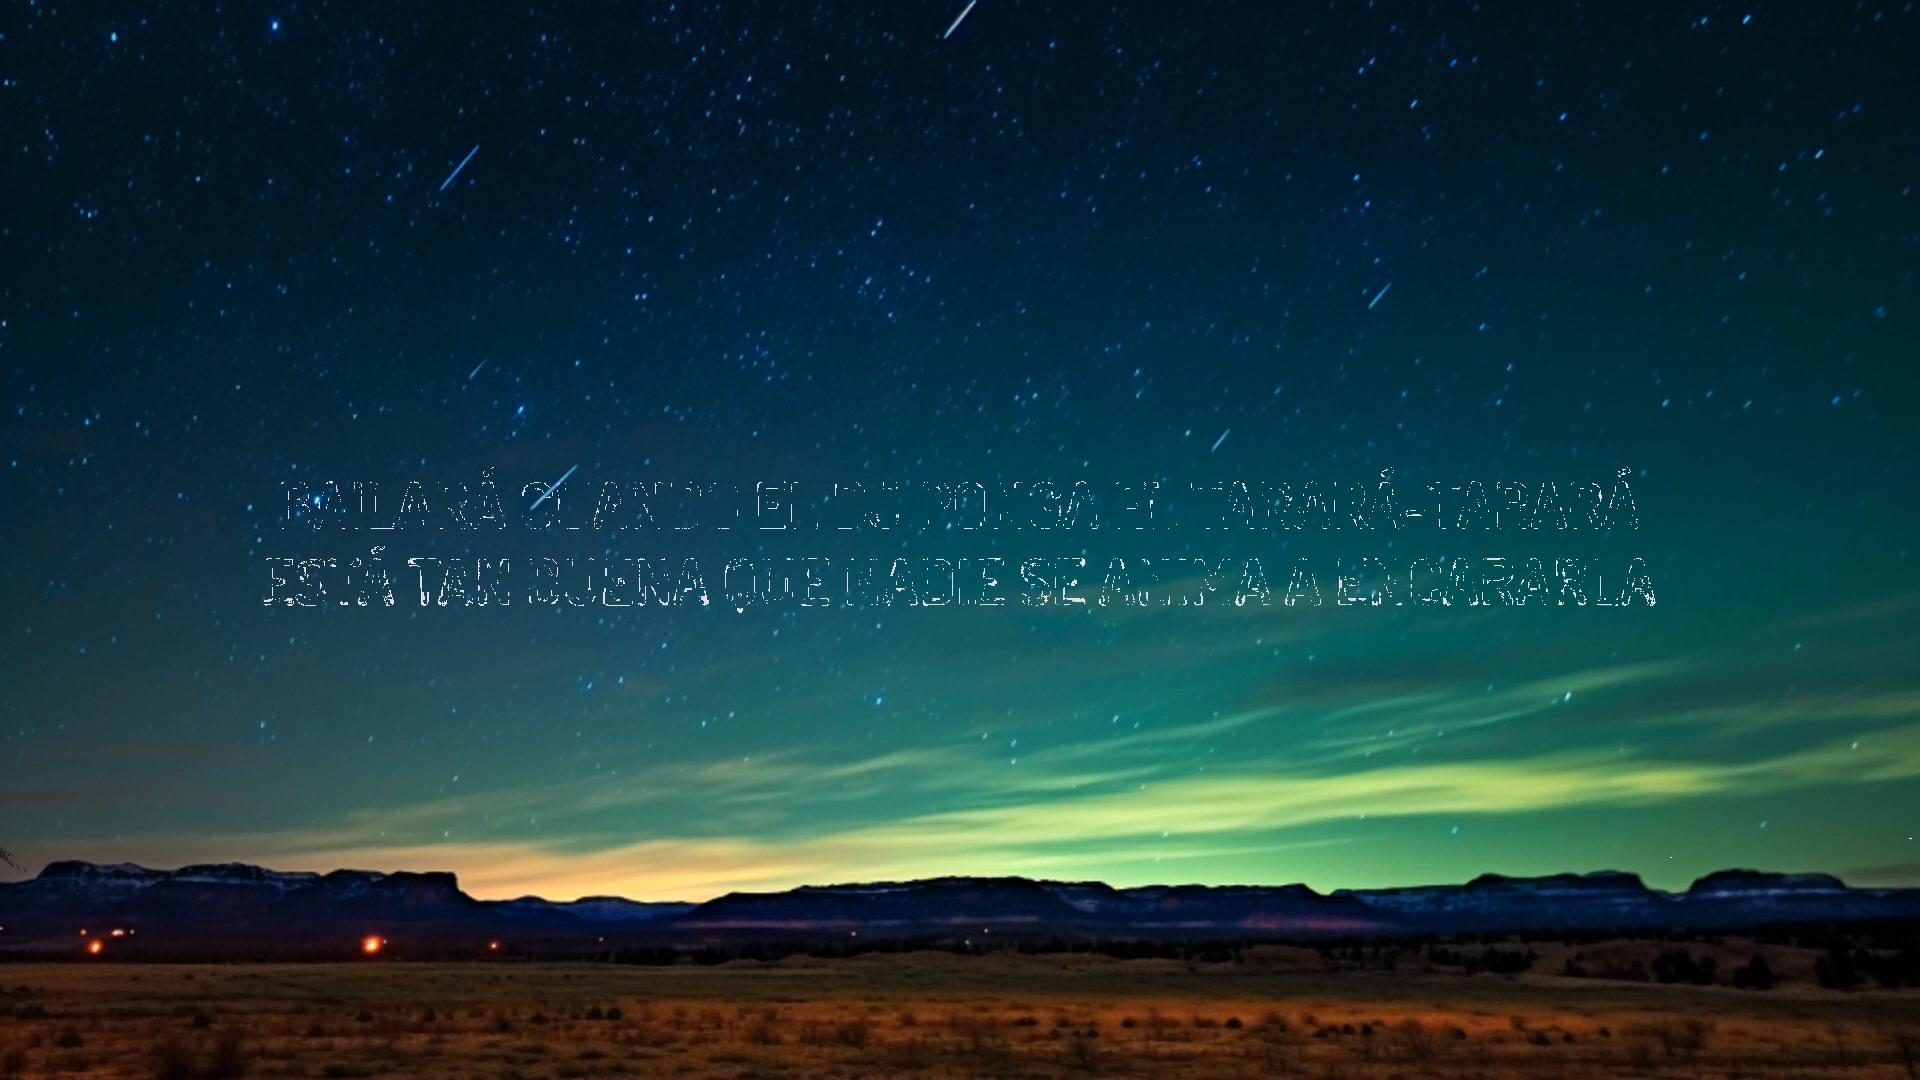 BAILARÁ CUANDO EL DJ PONGA EL TARARÁ-TARARÁ
ESTÁ TAN BUENA QUE NADIE SE ANIMA A ENCARARLA